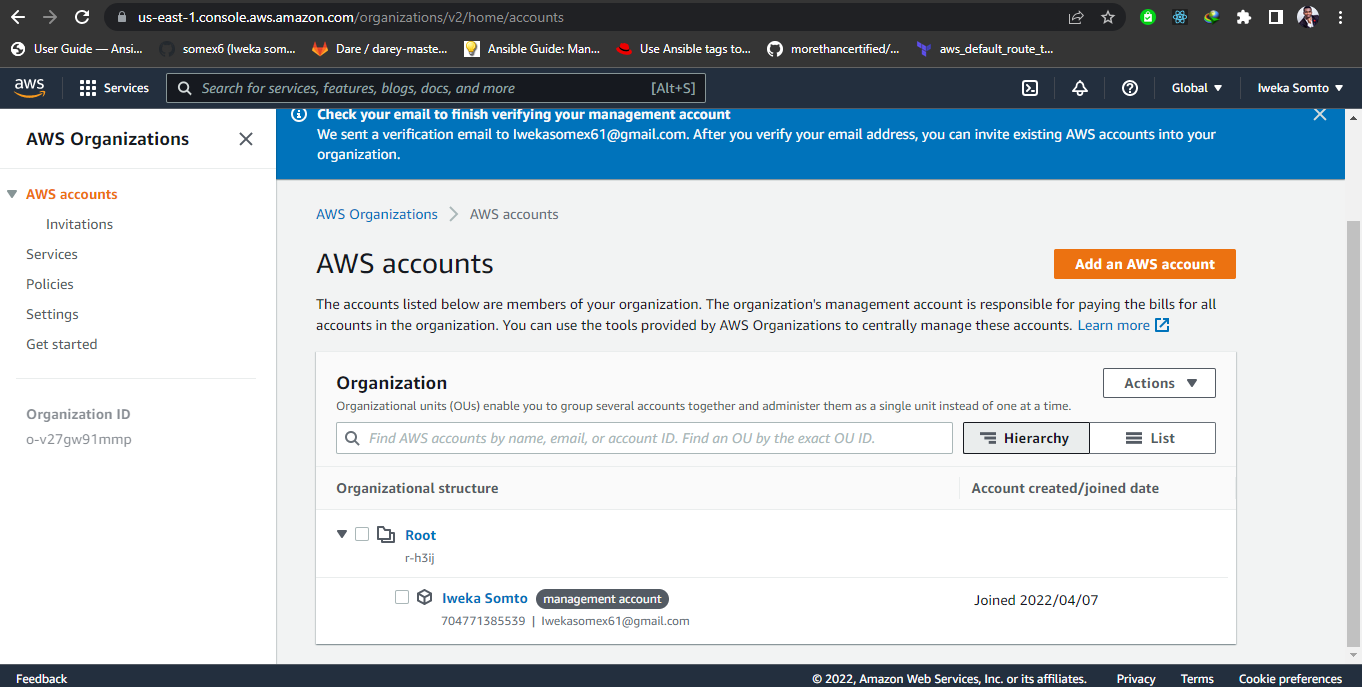 us-east-1.console.aws.amazon.com/organizations/v2/home/accounts
User Guide — Ansi...
somex6 (Iweka som...
Dare / darey-maste...
Ansible Guide: Man...
Use Ansible tags to...
morethancertified/...
aws_default_route_t...
aws
Services
Search for services, features, blogs, docs, and more
[Alt+S]
Global
Iweka Somto
AWS Organizations
AWS accounts
Invitations
Services
Policies
Settings
Get started
Organization ID
o-v27gw91mmp
Check your email to finish verifying your management account
We sent a verification email to Iwekasomex61@gmail.com. After you verify your email address, you can invite existing AWS accounts into your
organization.
AWS Organizations
AWS accounts
AWS accounts
Add an AWS account
The accounts listed below are members of your organization. The organization's management account is responsible for paying the bills for all
accounts in the organization. You can use the tools provided by AWS Organizations to centrally manage these accounts. Learn more
Organization
Actions
Organizational units (OUs) enable you to group several accounts together and administer them as a single unit instead of one at a time.
Find AWS accounts by name, email, or account ID. Find an OU by the exact OU ID.
Hierarchy
List
Organizational structure
Account created/joined date
Root
r-h3ij
Iweka Somto
management account
Joined 2022/04/07
704771385539 | Iwekasomex61@gmail.com
Feedback
© 2022, Amazon Web Services, Inc. or its affiliates.
Privacy
Terms
Cookie preferences